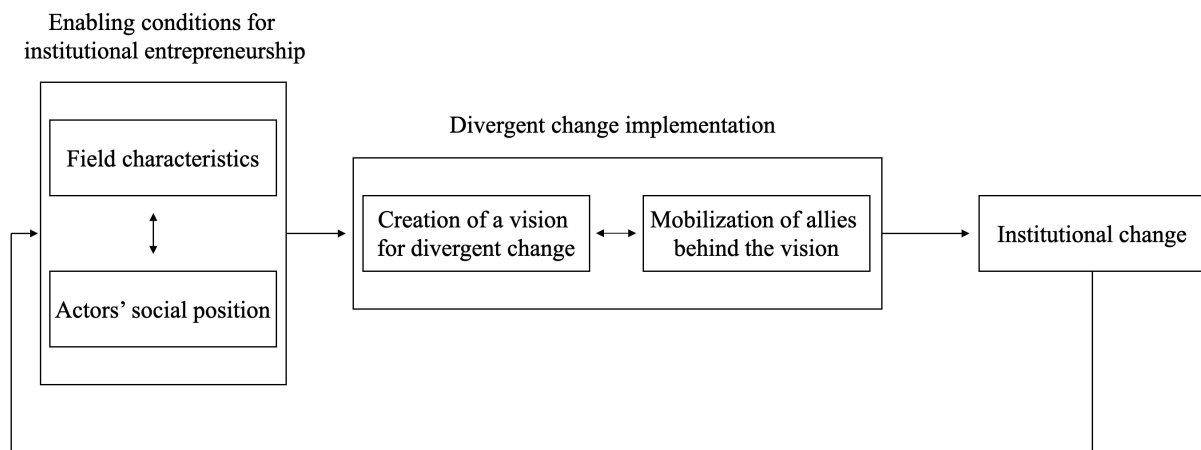 Enabling conditions for
institutional entrepreneurship
Field characteristics
Actors’ social position
Divergent change implementation
Creation of a vision
for divergent change
Mobilization of allies
behind the vision
Institutional change